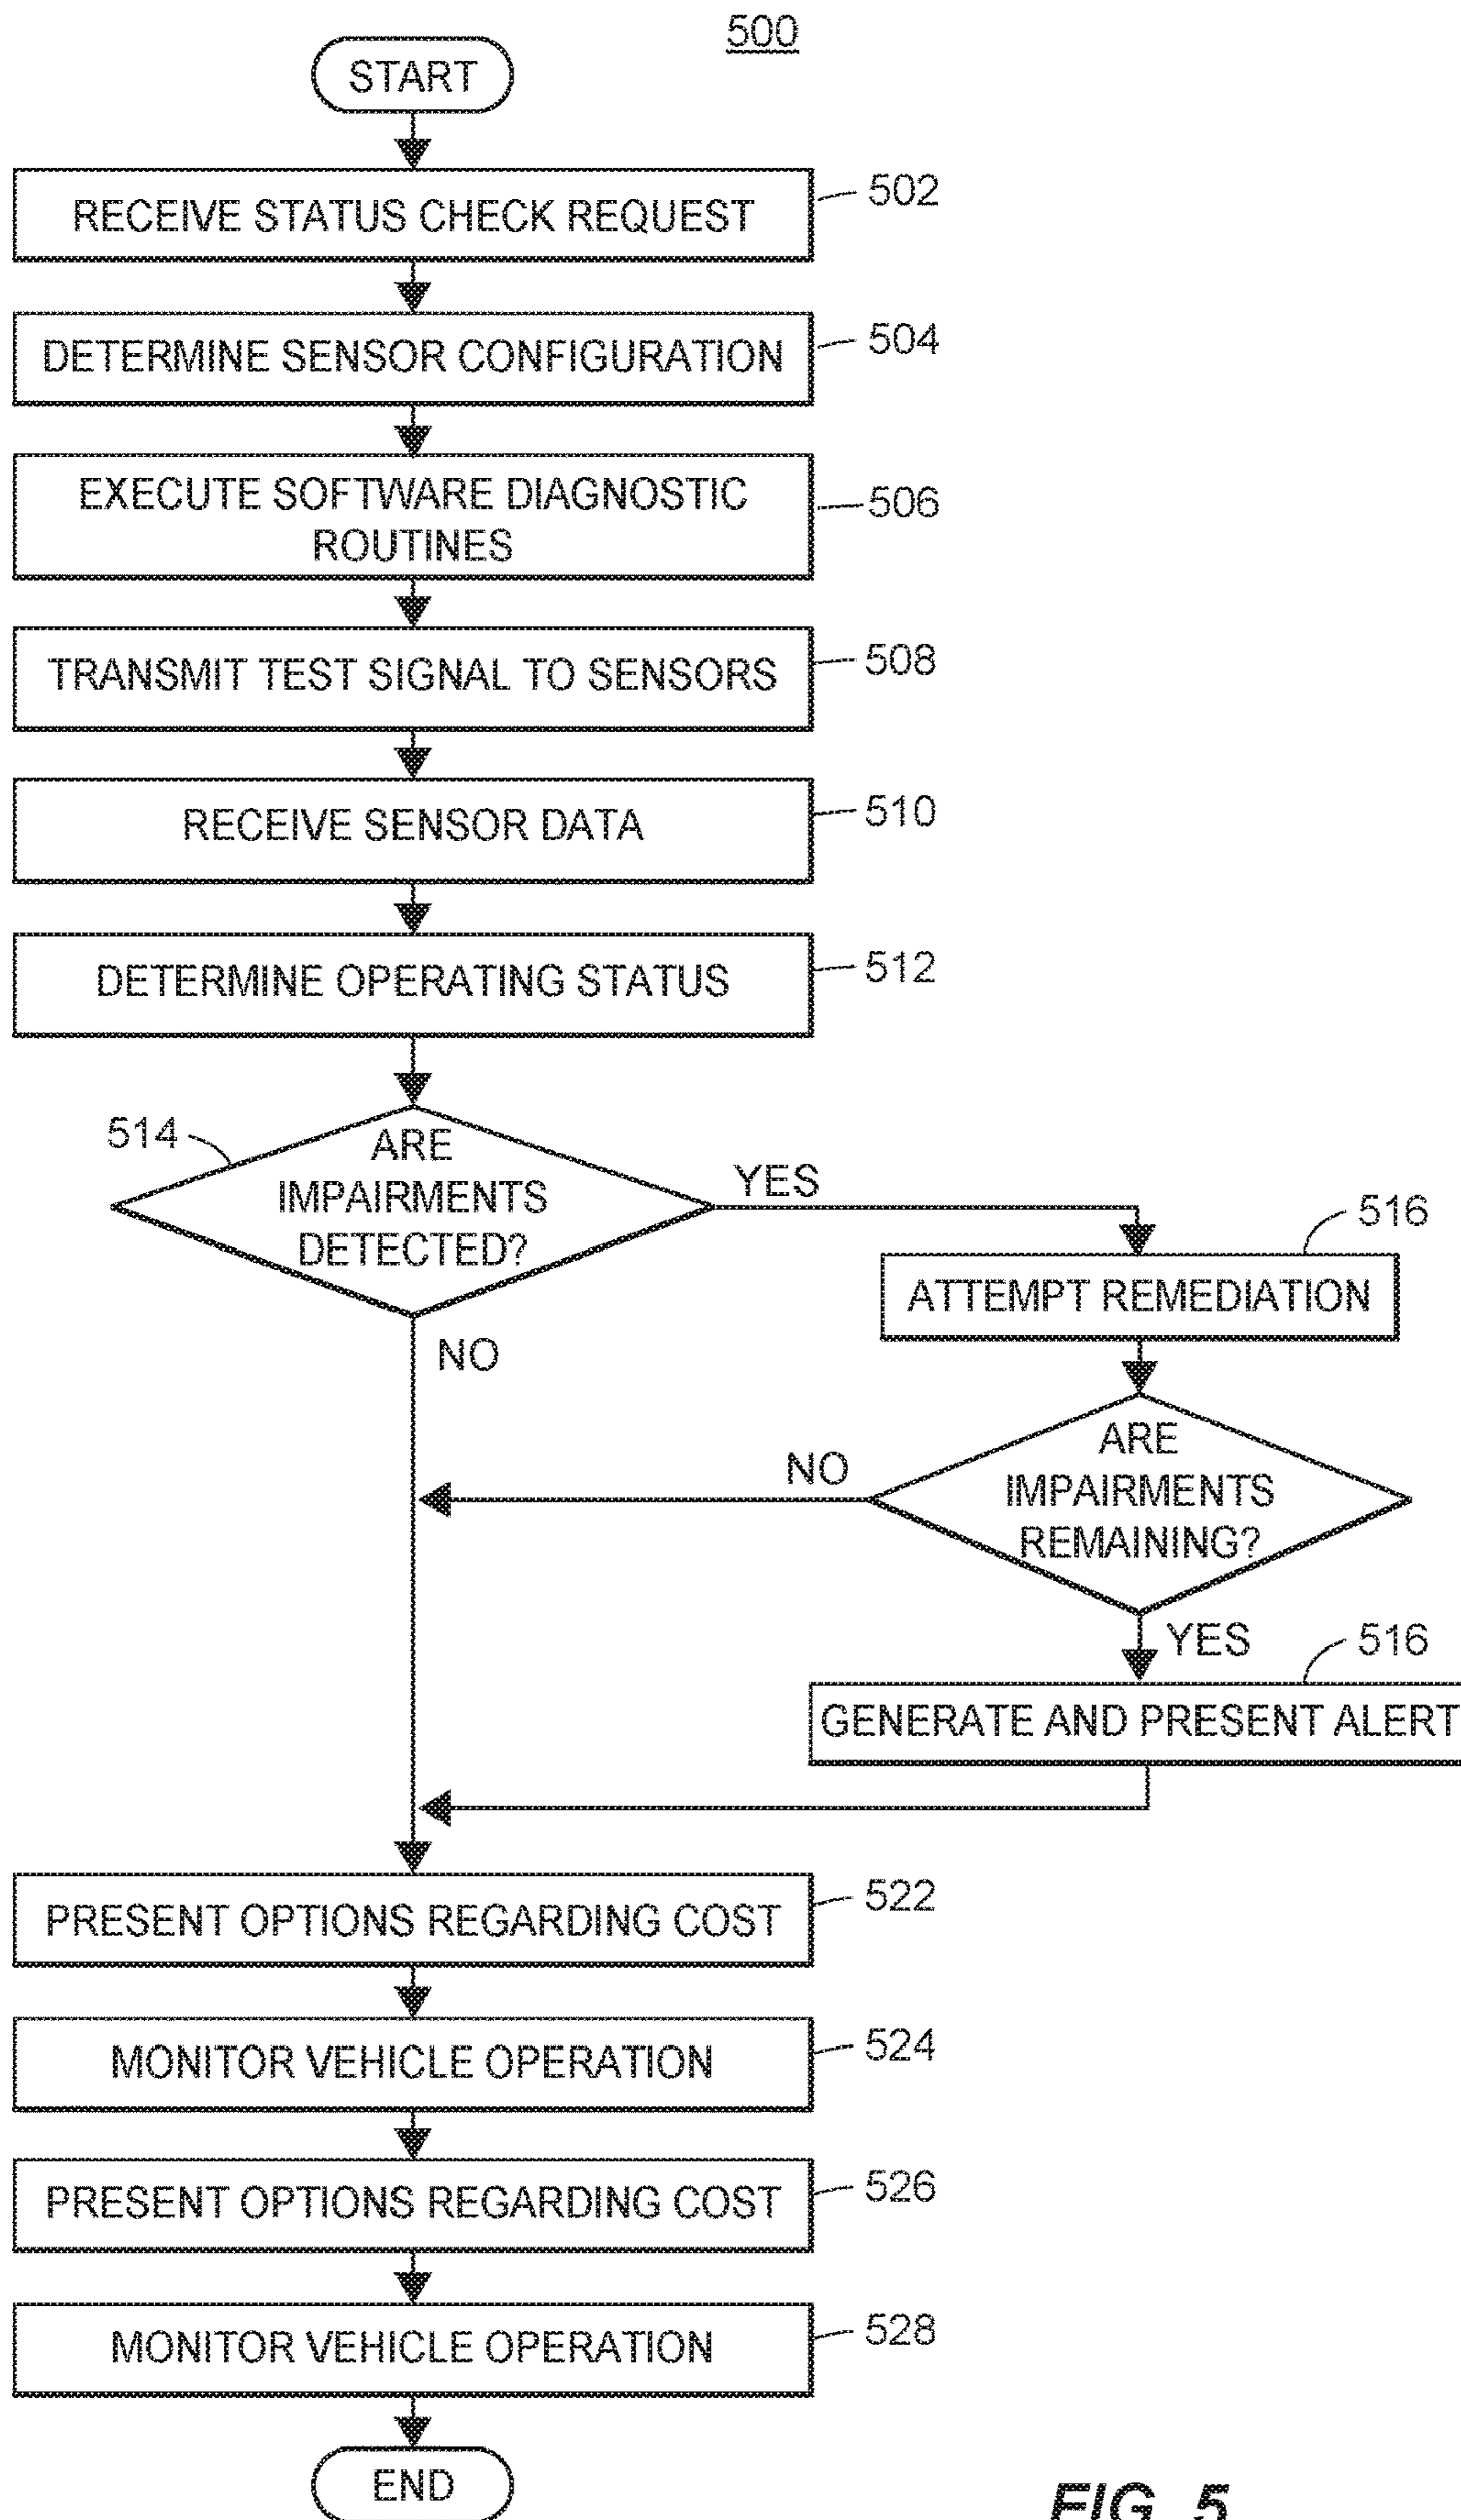 500
START
RECEIVE STATUS CHECK REQUEST
502
DETERMINE SENSOR CONFIGURATION
504
EXECUTE SOFTWARE DIAGNOSTIC
ROUTINES
506
TRANSMIT TEST SIGNAL TO SENSORS
508
RECEIVE SENSOR DATA
510
DETERMINE OPERATING STATUS
512
514
ARE
IMPAIRMENTS
DETECTED?
YES
NO
516
ATTEMPT REMEDIATION
ARE
IMPAIRMENTS
REMAINING?
NO
YES
516
GENERATE AND PRESENT ALERT
PRESENT OPTIONS REGARDING COST
522
MONITOR VEHICLE OPERATION
524
PRESENT OPTIONS REGARDING COST
526
MONITOR VEHICLE OPERATION
528
END
FIG. 5